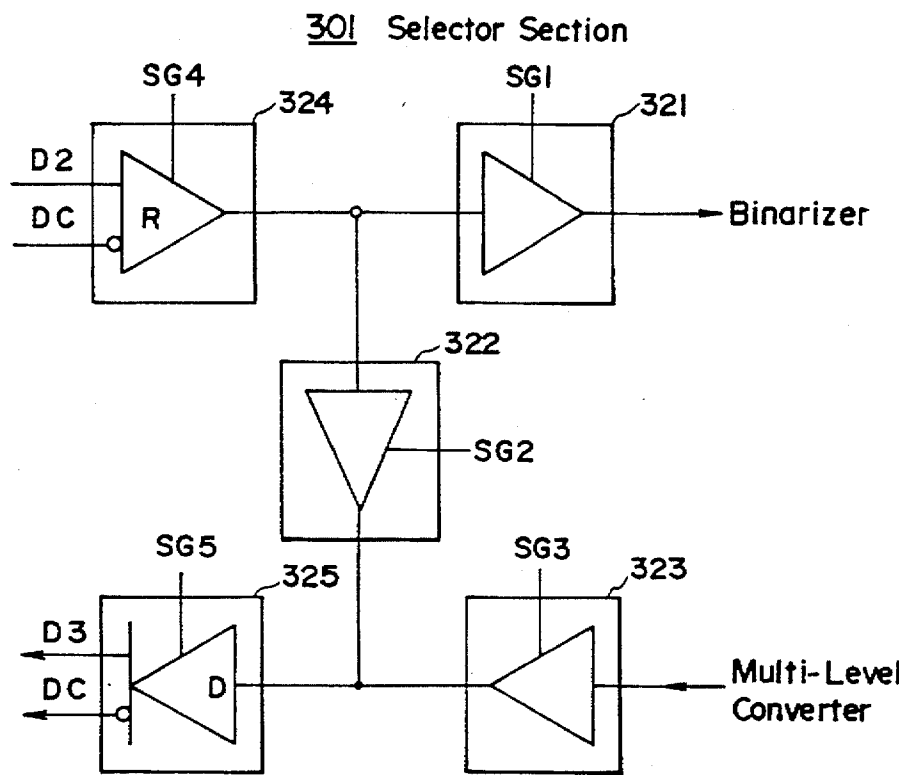 301 Selector Section
SG4
324
SG1
321
D2
DC
R
Binarizer
322
SG2
SG5
325
SG3
323
D3
DC
D
Multi-Level
Converter